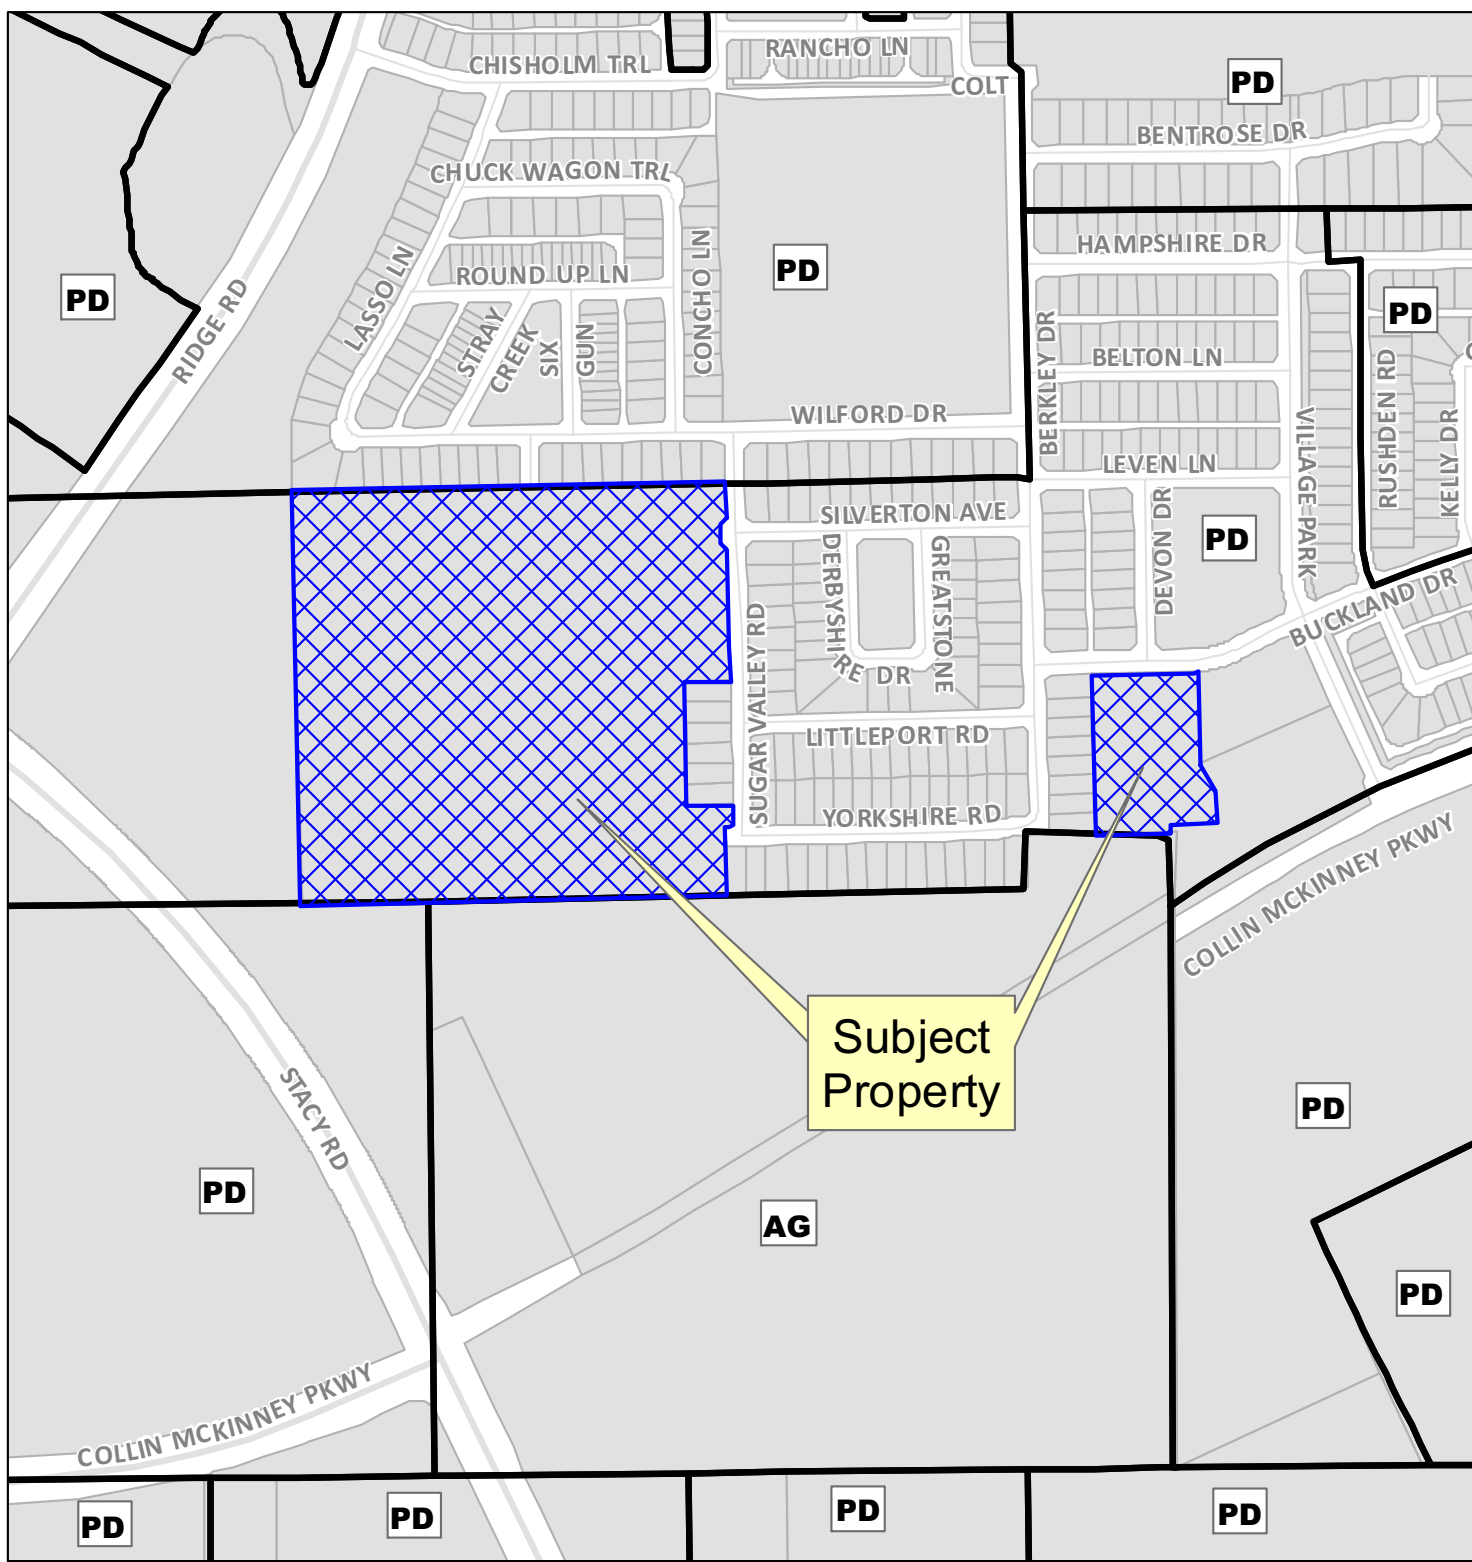 RANCHO LN
CHISHOLM TRL
COLT
PD
BENTROSE DR
CHUCK WAGON TRL
HAMPSHIRE DR
CONCHO LN
LASSO LN
ROUND UP LN
PD
PD
RIDGE RD
PD
STRAY
CREEK
SIX
GUN
BERKLEY DR
BELTON LN
RUSHDEN RD
WILFORD DR
VILLAGE PARK
KELLY DR
LEVEN LN
SILVERTON AVE
DEVON DR
PD
DERBYSHIRE DR
GREATSTONE
BUCKLAND DR
SUGAR VALLEY RD
LITTLEPORT RD
YORKSHIRE RD
COLLIN MCKINNEY PKWY
Subject
Property
STACY RD
PD
PD
AG
PD
COLLIN MCKINNEY PKWY
PD
PD
PD
PD